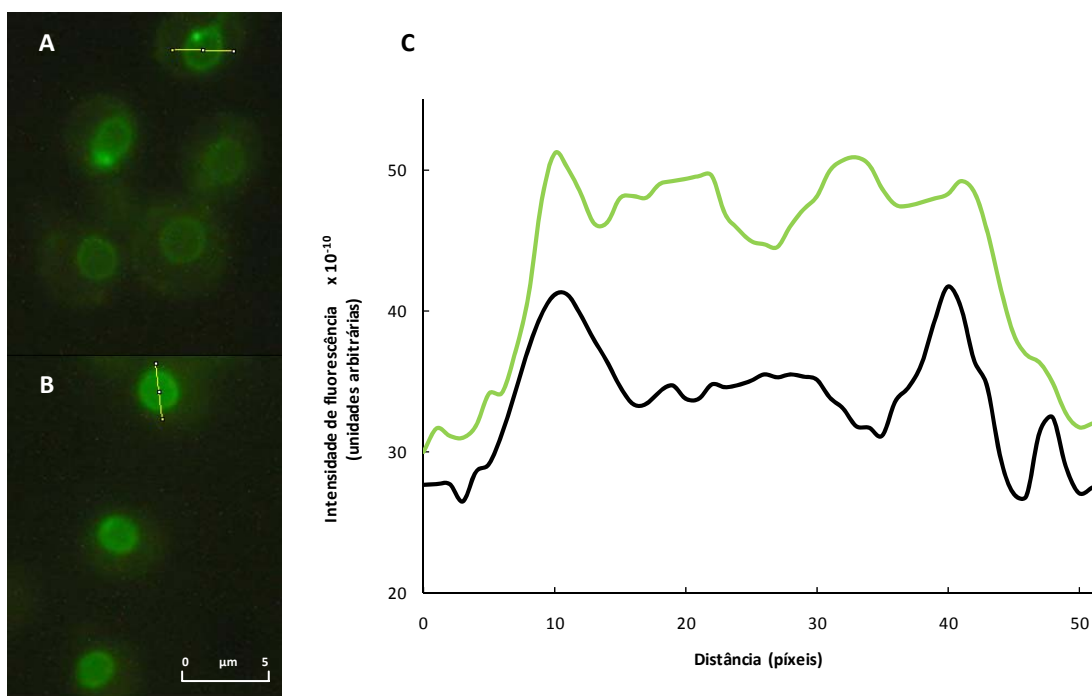 A
B
0 μm 5
C
Intensidade de fluorescência x 10⁻¹⁰
(unidades arbitrárias)
50
40
30
20
0 10 20 30 40 50
Distância (píxeis)